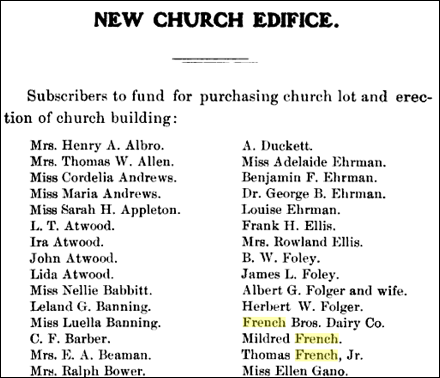 NEW CHURCH EDIFICE.
Subscribers to fund for purchasing church lot and erec-
tion of church building:
Mrs. Henry A. Albro.
Mrs. Thomas W. Allen.
Miss Cordelia Andrews.
Miss Maria Andrews.
Miss Sarah H. Appleton.
L. T. Atwood.
Ira Atwood.
John Atwood.
Lida Atwood.
Miss Nellie Babbitt.
Leland G. Banning.
Miss Luella Banning.
C. F. Barber.
Mrs. E. A. Beaman.
Mrs. Ralph Bower.
A. Duckett.
Miss Adelaide Ehrman.
Benjamin F. Ehrman.
Dr. George B. Ehrman.
Louise Ehrman.
Frank H. Ellis.
Mrs. Rowland Ellis.
B. W. Foley.
James L. Foley.
Albert G. Folger and wife.
Herbert W. Folger.
French Bros. Dairy Co.
Mildred French.
Thomas French, Jr.
Miss Ellen Gano.